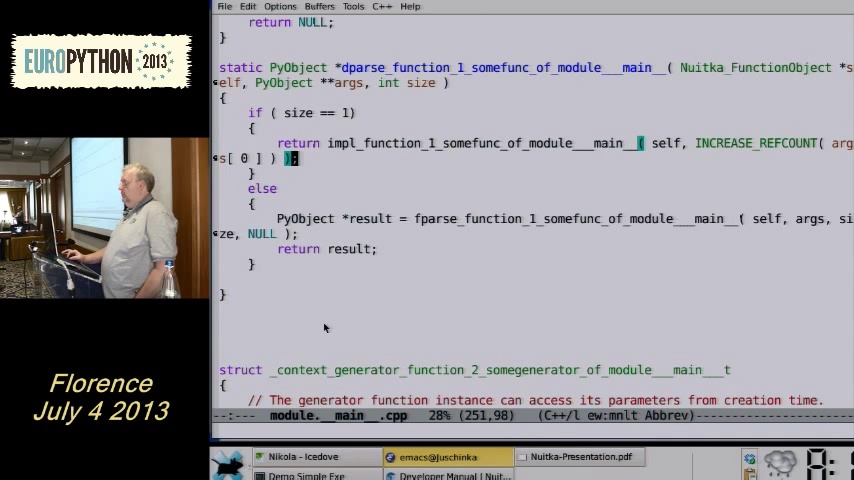 EUROPYTHON 2013
Florence
July 4 2013
File Edit Options Buffers Tools C++ Help
return NULL;
}
static PyObject *dparse_function_1_somefunc_of_module___main__( Nuitka_FunctionObject *s
elf, PyObject **args, int size )
{
if ( size == 1)
{
return impl_function_1_somefunc_of_module___main__( self, INCREASE_REFCOUNT( arg
s[ 0 ] ) );
}
else
{
PyObject *result = fparse_function_1_somefunc_of_module___main__( self, args, si
ze, NULL );
return result;
}
}
struct _context_generator_function_2_somegenerator_of_module___main___t
{
// The generator function instance can access its parameters from creation time.
--:--- module.__main__.cpp 28% (251,98) (C++/l ew:mnlt Abbrev)
Nikola - Icedove
emacs@Juschinka
Nuitka-Presentation.pdf
Demo Simple Exe
Developer Manual | Nuit...